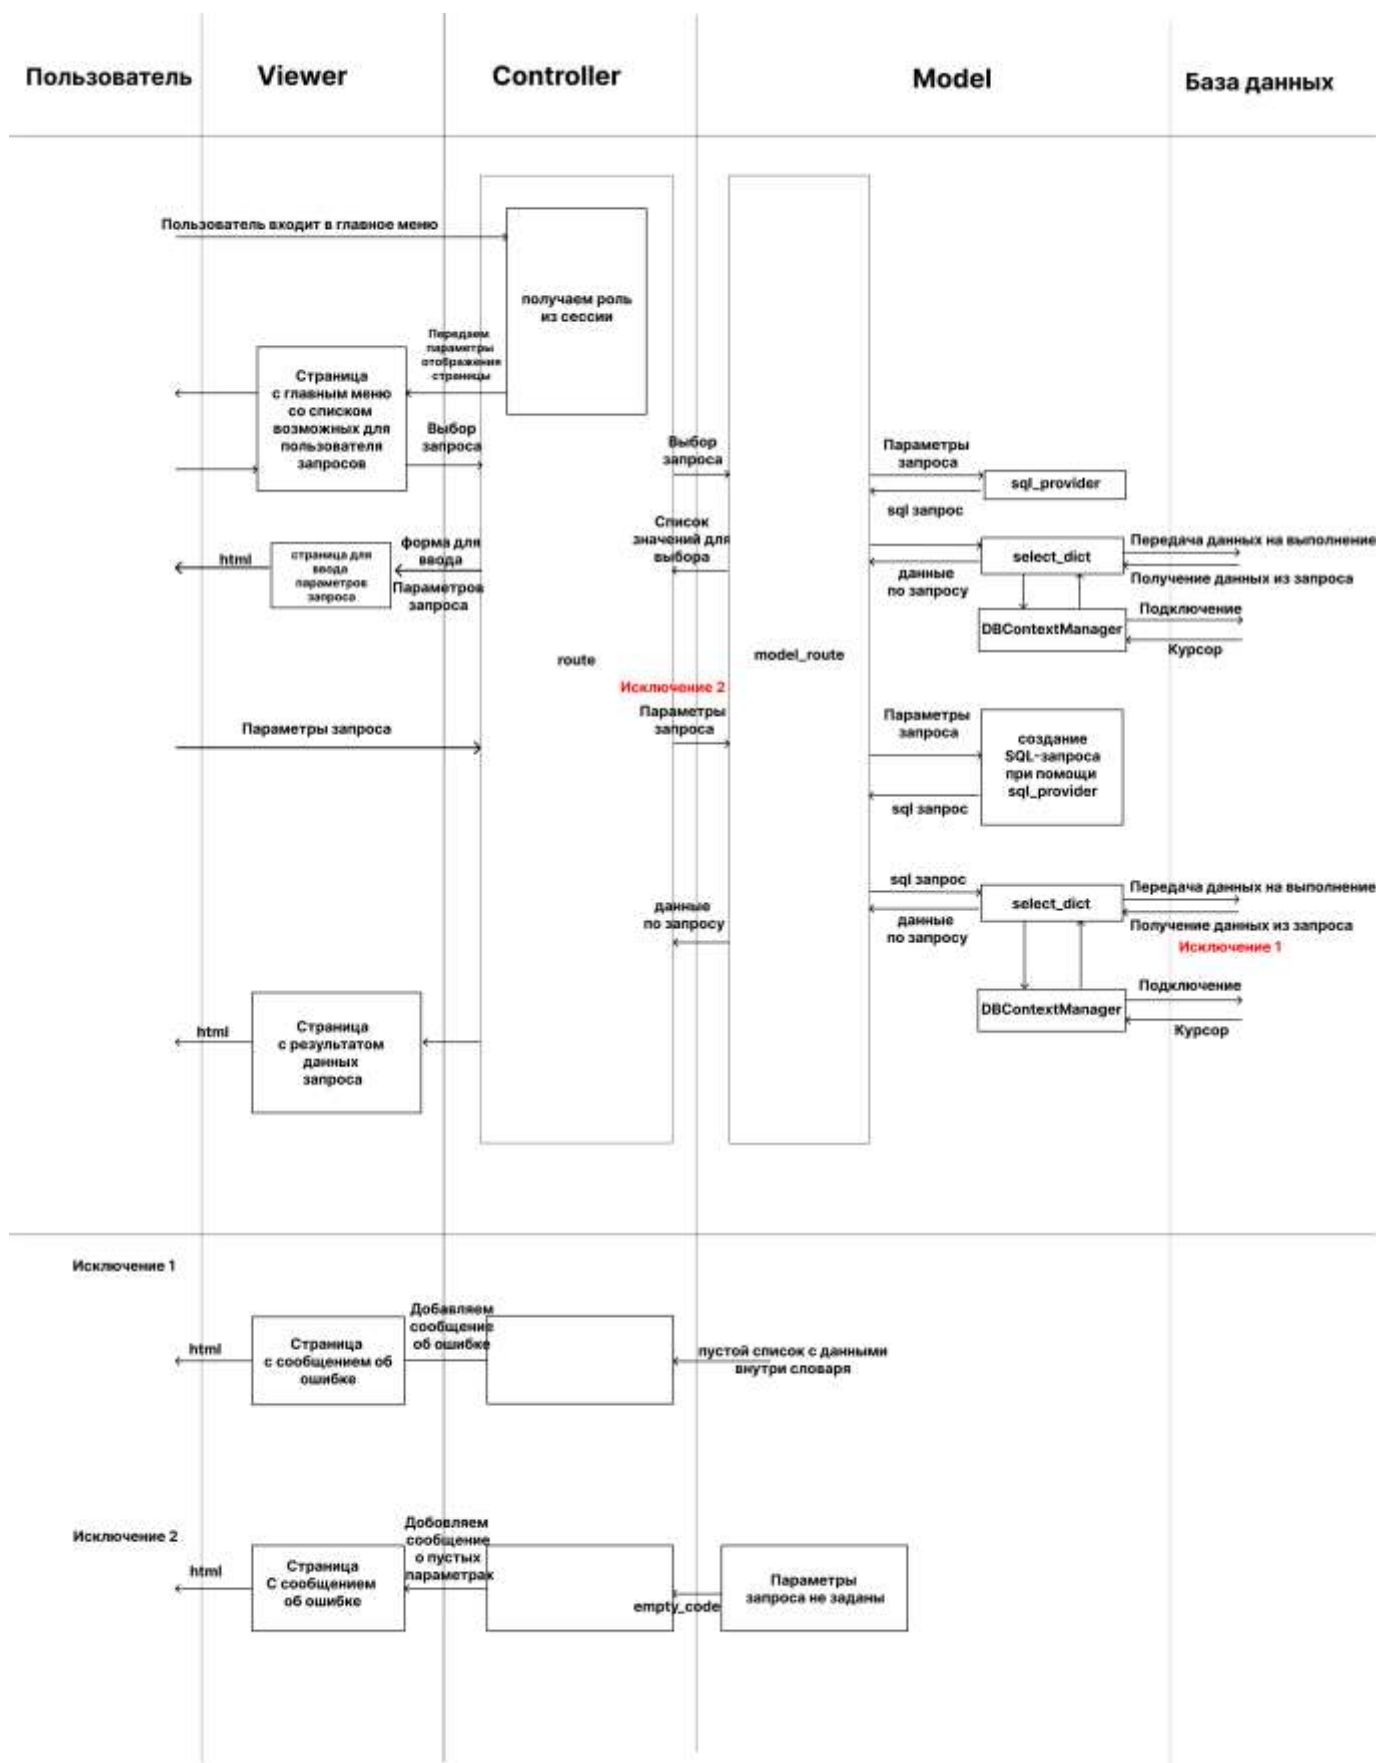 Пользователь
Viewer
Controller
Model
База данных
Пользователь входит в главное меню
получаем роль
из сессии
Передаем
параметры
отображения
страницы
Страница
с главным меню
со списком
возможных для
пользователя
запросов
Выбор
запроса
Выбор
запроса
Параметры
запроса
sql_provider
sql запрос
Список
значений для
выбора
html
страница для
ввода
параметров
запроса
форма для
ввода
Параметров
запроса
select_dict
данные
по запросу
Передача данных на выполнение
Получение данных из запроса
DBContextManager
Подключение
Курсор
route
model_route
Исключение 2
Параметры
запроса
Параметры запроса
Параметры
запроса
создание
SQL-запроса
при помощи
sql_provider
sql запрос
sql запрос
select_dict
данные
по запросу
Передача данных на выполнение
Получение данных из запроса
Исключение 1
данные
по запросу
DBContextManager
Подключение
Курсор
html
Страница
с результатом
данных
запроса
Исключение 1
html
Страница
с сообщением об
ошибке
Добавляем
сообщение
об ошибке
пустой список с данными
внутри словаря
Исключение 2
html
Страница
С сообщением
об ошибке
Добовляем
сообщение
о пустых
параметрах
empty_code
Параметры
запроса не заданы